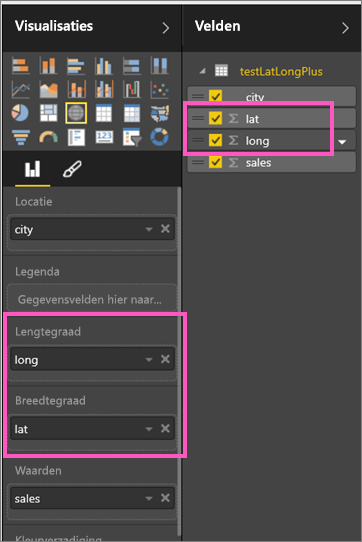 Visualisaties
Velden
testLatLongPlus
city
lat
long
sales
Locatie
city
Legenda
Gegevensvelden hier naar...
Lengtegraad
long
Breedtegraad
lat
Waarden
sales
Kleurverzadiging